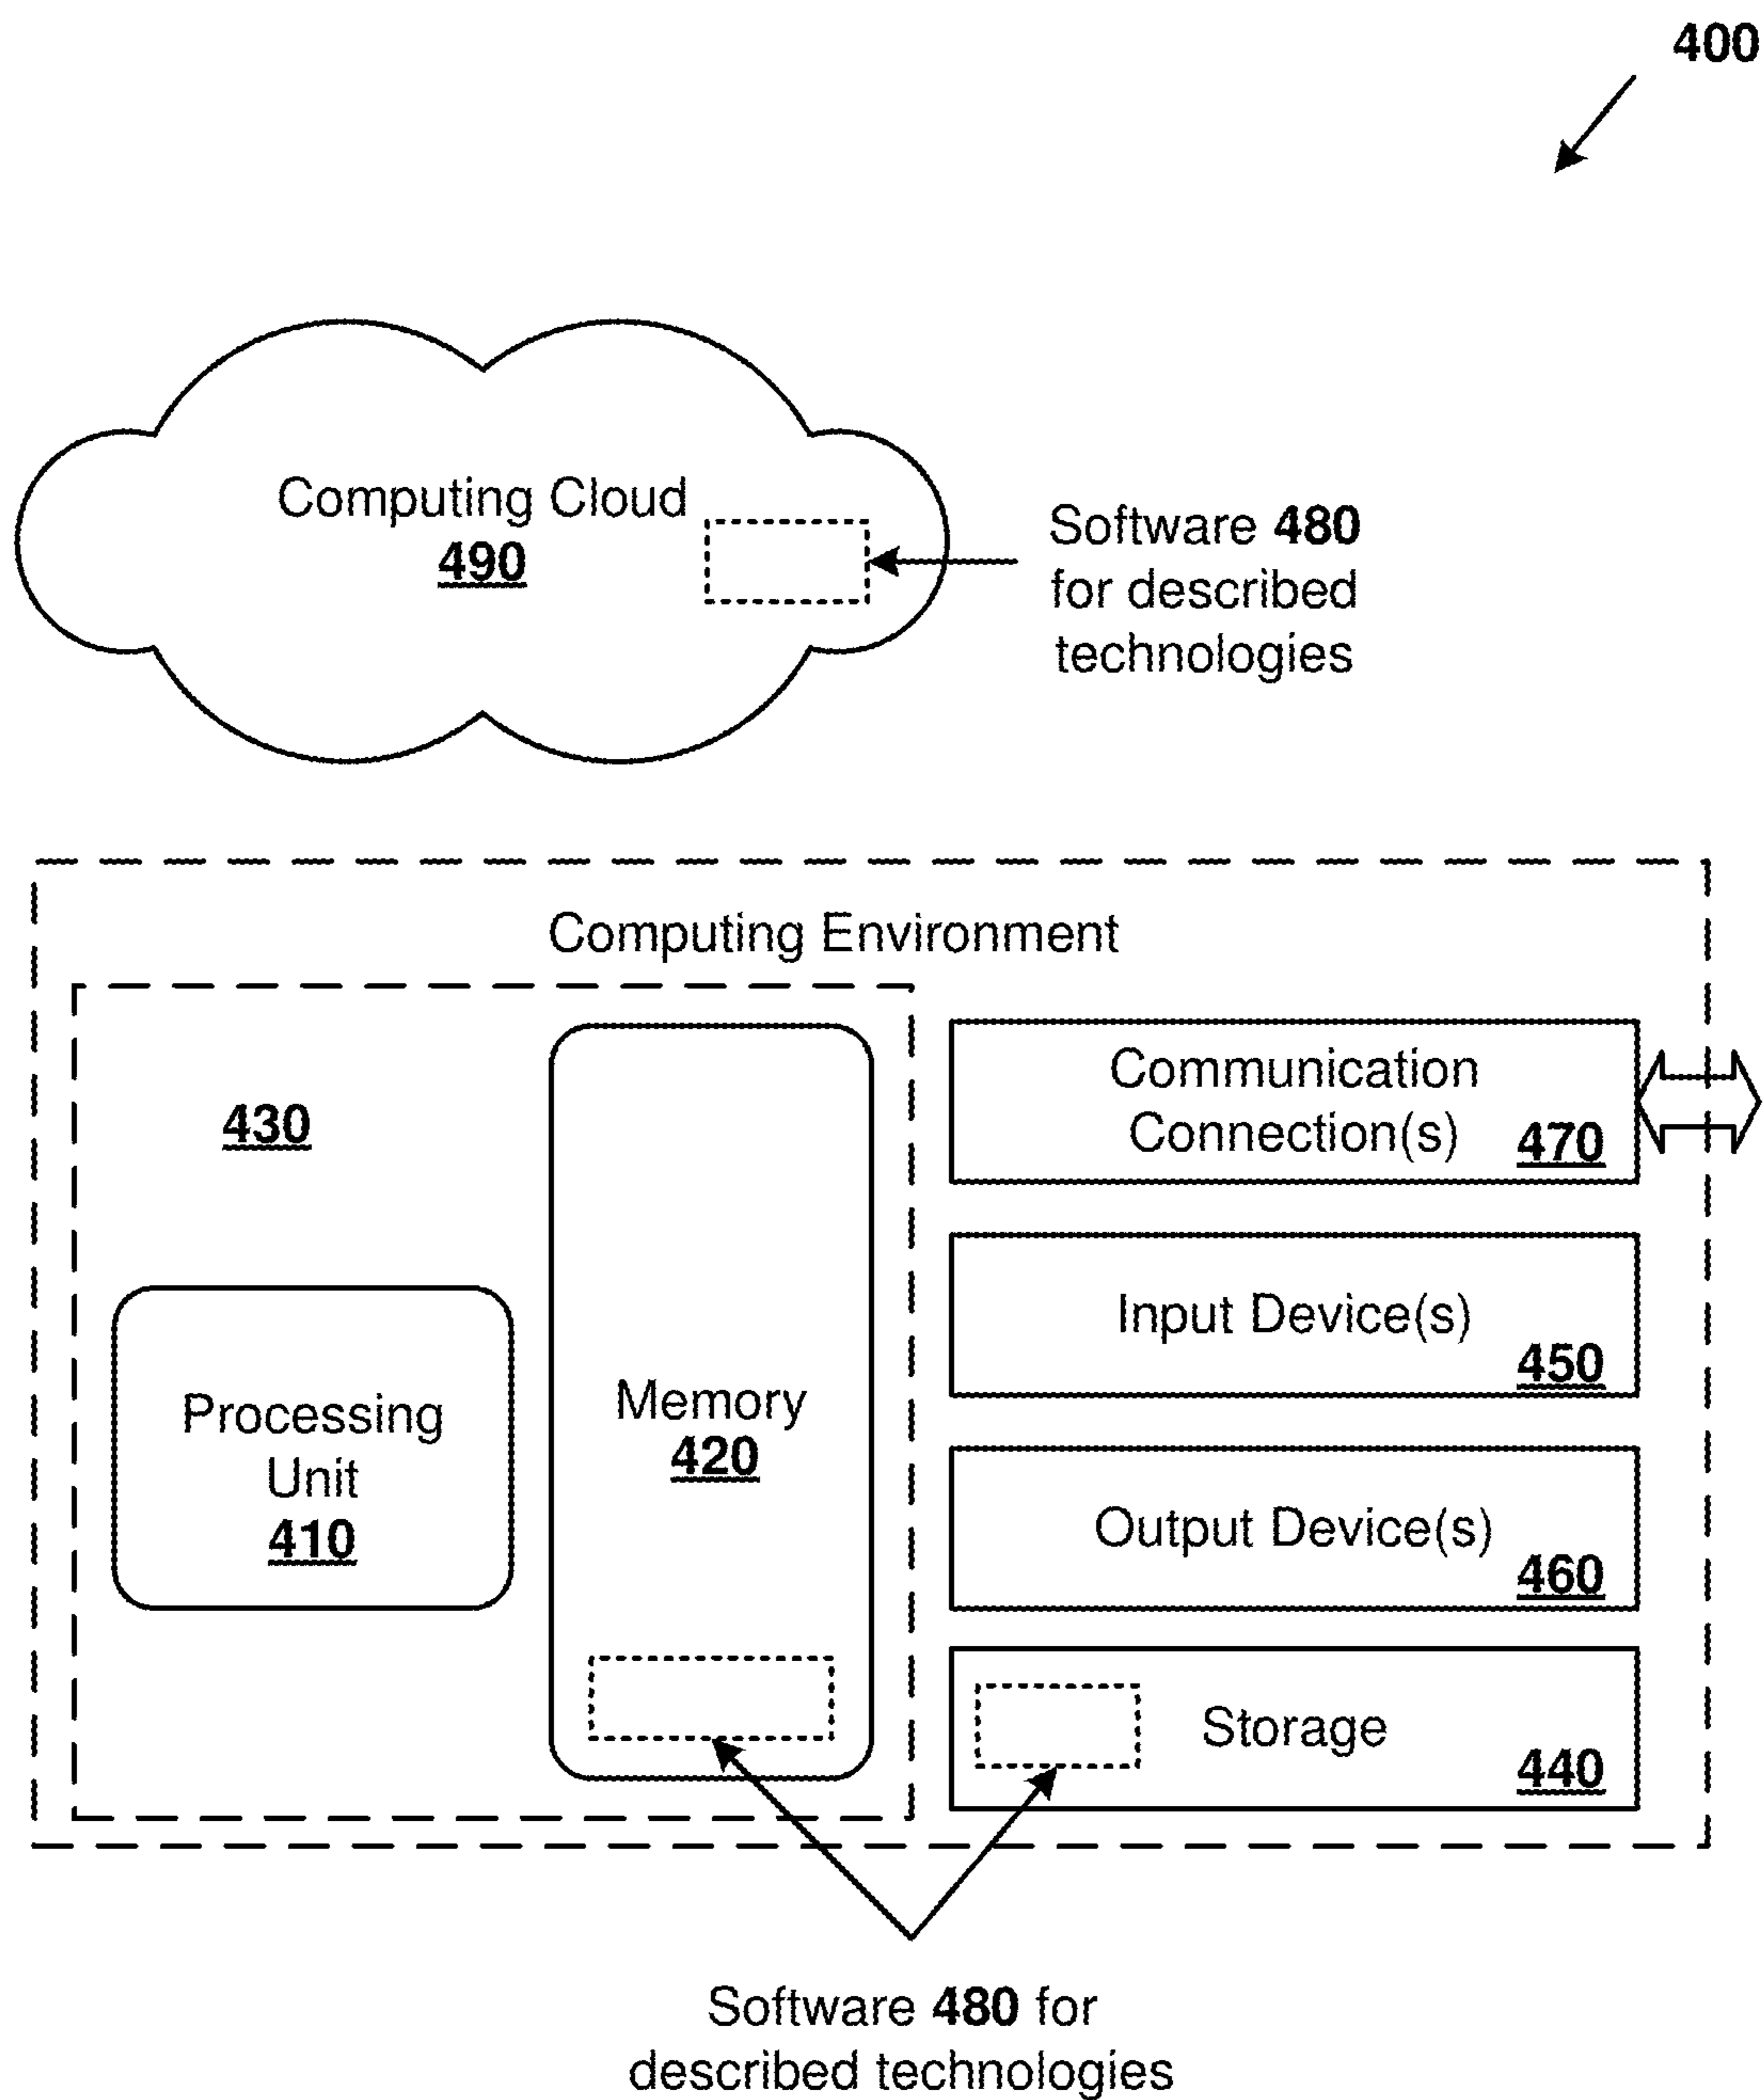 400
Computing Cloud
490
Software 480
for described
technologies
Computing Environment
430
Processing
Unit
410
Memory
420
Communication
Connection(s)
470
Input Device(s)
450
Output Device(s)
460
Storage
440
Software 480 for
described technologies